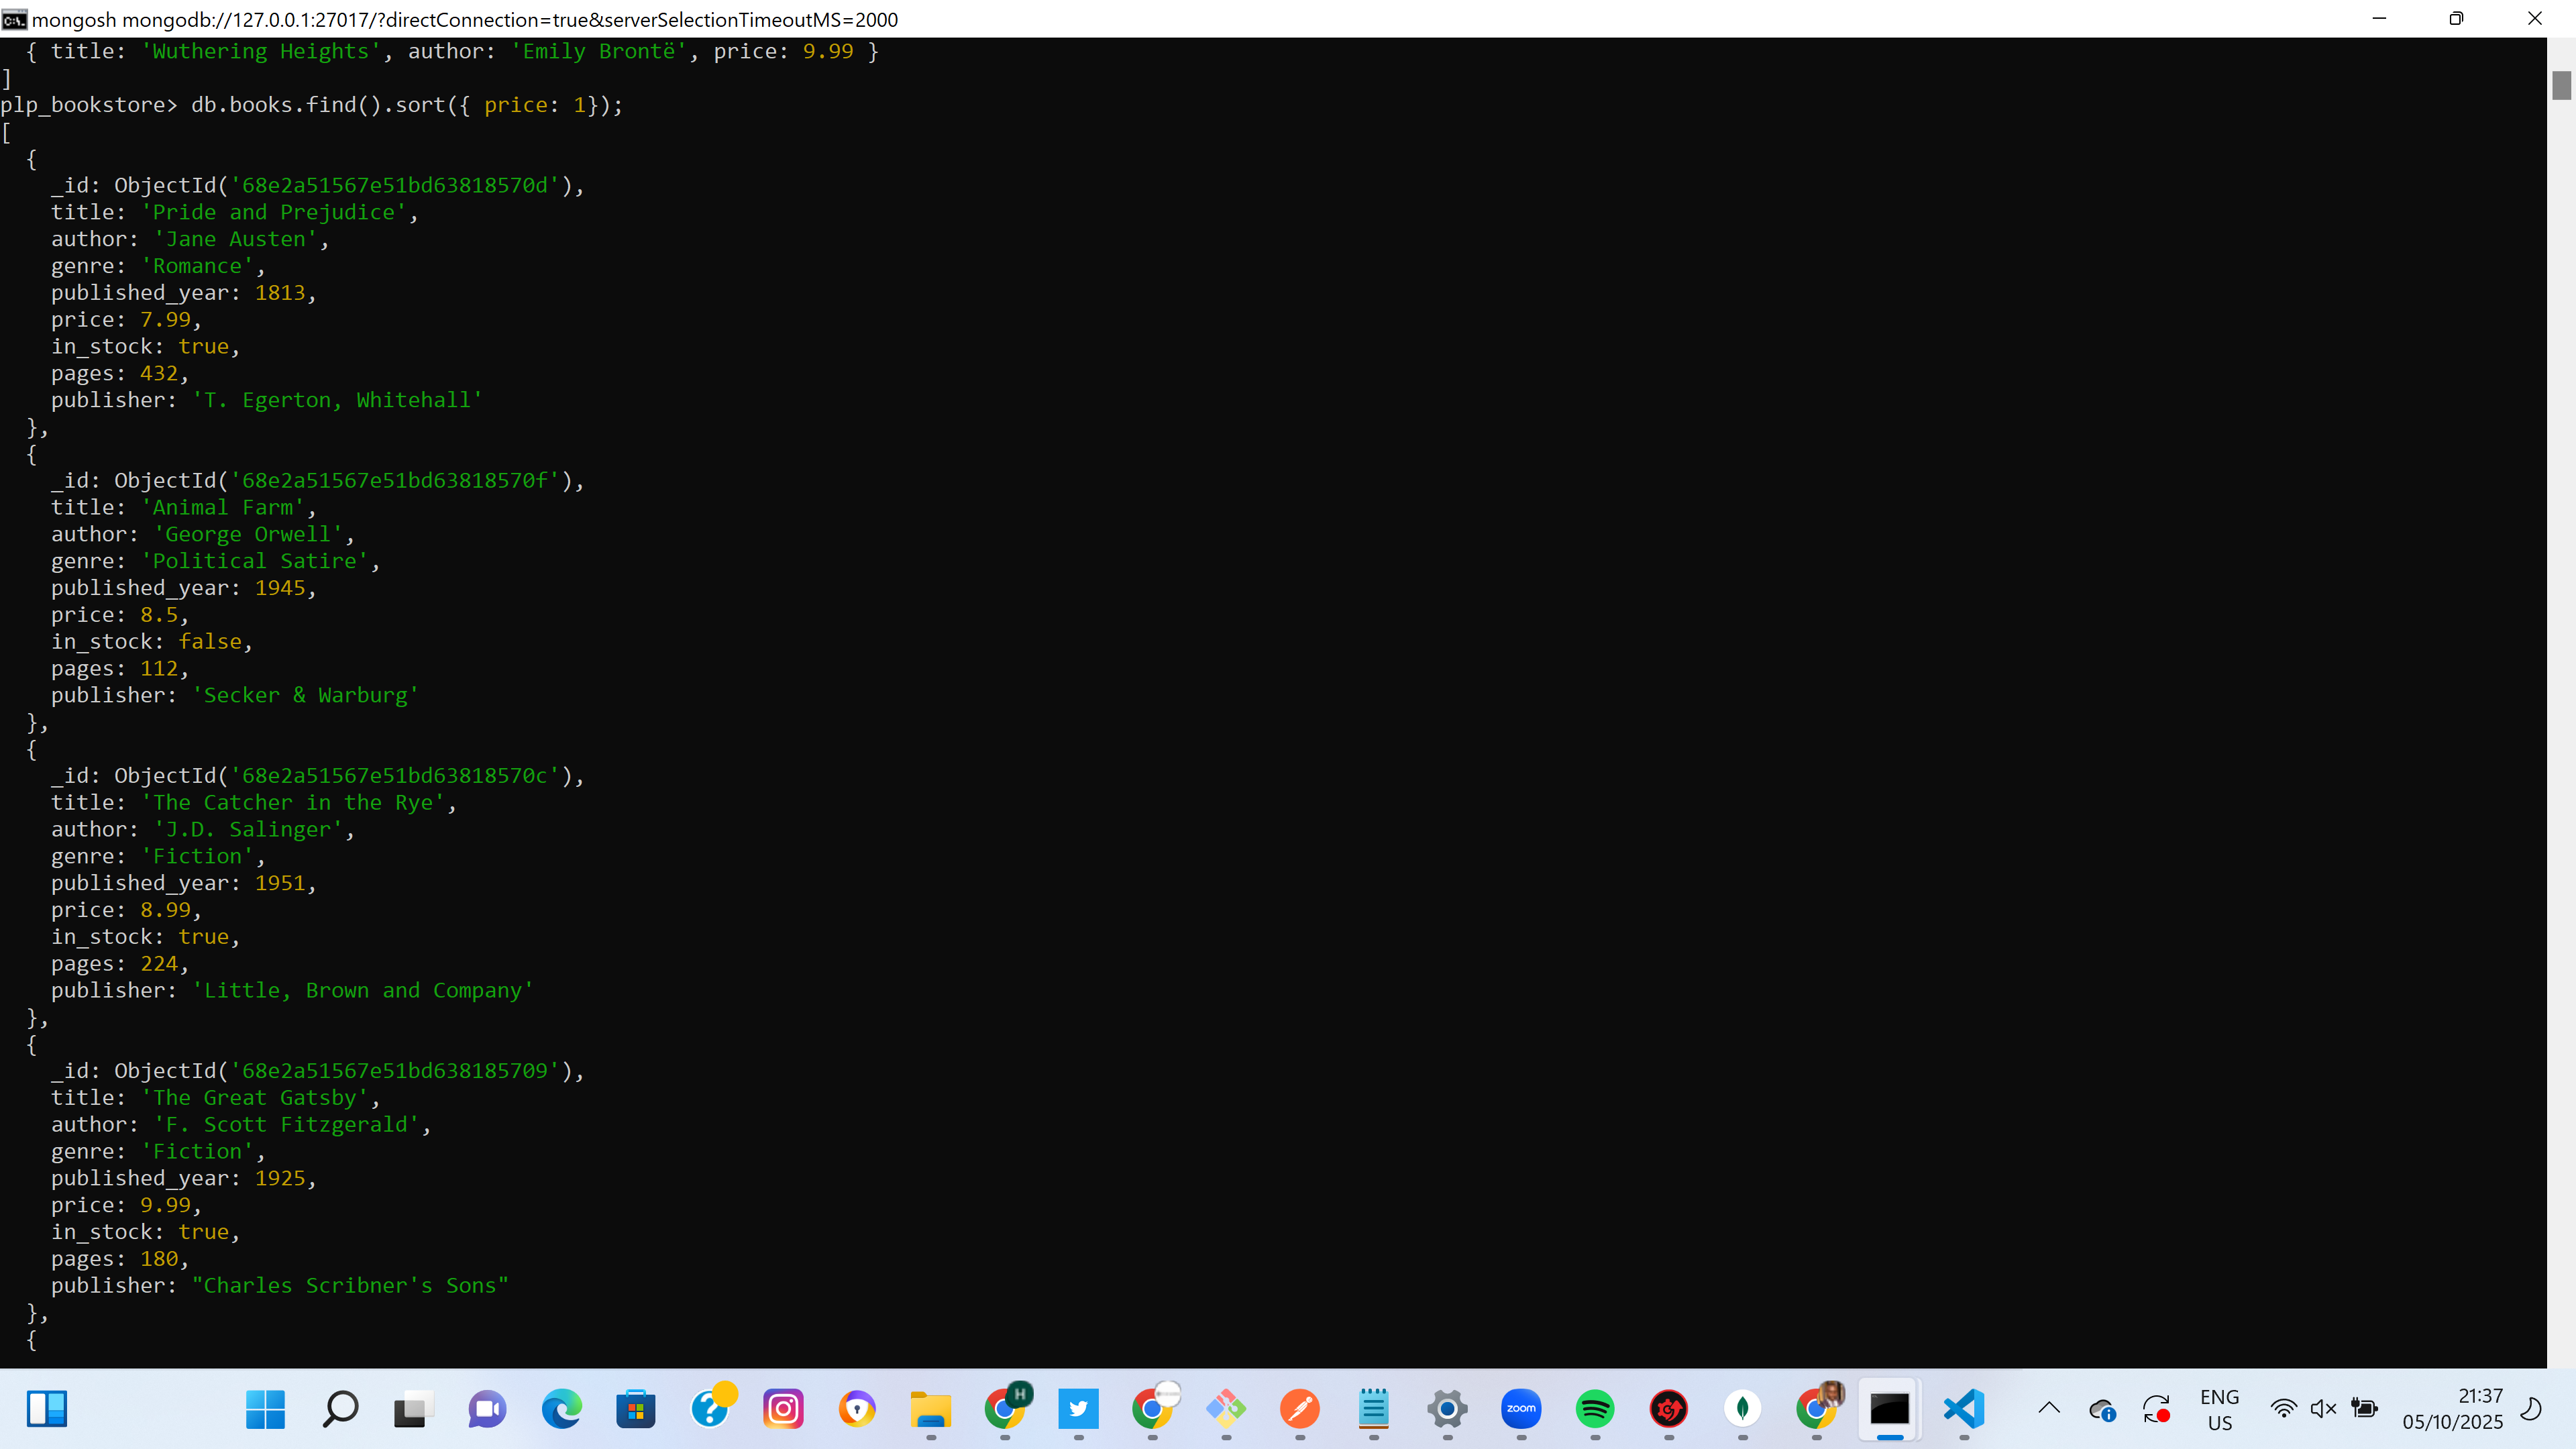 mongosh mongodb://127.0.0.1:27017/?directConnection=true&serverSelectionTimeoutMS=2000
  { title: 'Wuthering Heights', author: 'Emily Brontë', price: 9.99 }
]
plp_bookstore> db.books.find().sort({ price: 1});
[
  {
    _id: ObjectId('68e2a51567e51bd63818570d'),
    title: 'Pride and Prejudice',
    author: 'Jane Austen',
    genre: 'Romance',
    published_year: 1813,
    price: 7.99,
    in_stock: true,
    pages: 432,
    publisher: 'T. Egerton, Whitehall'
  },
  {
    _id: ObjectId('68e2a51567e51bd63818570f'),
    title: 'Animal Farm',
    author: 'George Orwell',
    genre: 'Political Satire',
    published_year: 1945,
    price: 8.5,
    in_stock: false,
    pages: 112,
    publisher: 'Secker & Warburg'
  },
  {
    _id: ObjectId('68e2a51567e51bd63818570c'),
    title: 'The Catcher in the Rye',
    author: 'J.D. Salinger',
    genre: 'Fiction',
    published_year: 1951,
    price: 8.99,
    in_stock: true,
    pages: 224,
    publisher: 'Little, Brown and Company'
  },
  {
    _id: ObjectId('68e2a51567e51bd638185709'),
    title: 'The Great Gatsby',
    author: 'F. Scott Fitzgerald',
    genre: 'Fiction',
    published_year: 1925,
    price: 9.99,
    in_stock: true,
    pages: 180,
    publisher: "Charles Scribner's Sons"
  },
  {
H
zoom
ENG
US
21:37
05/10/2025